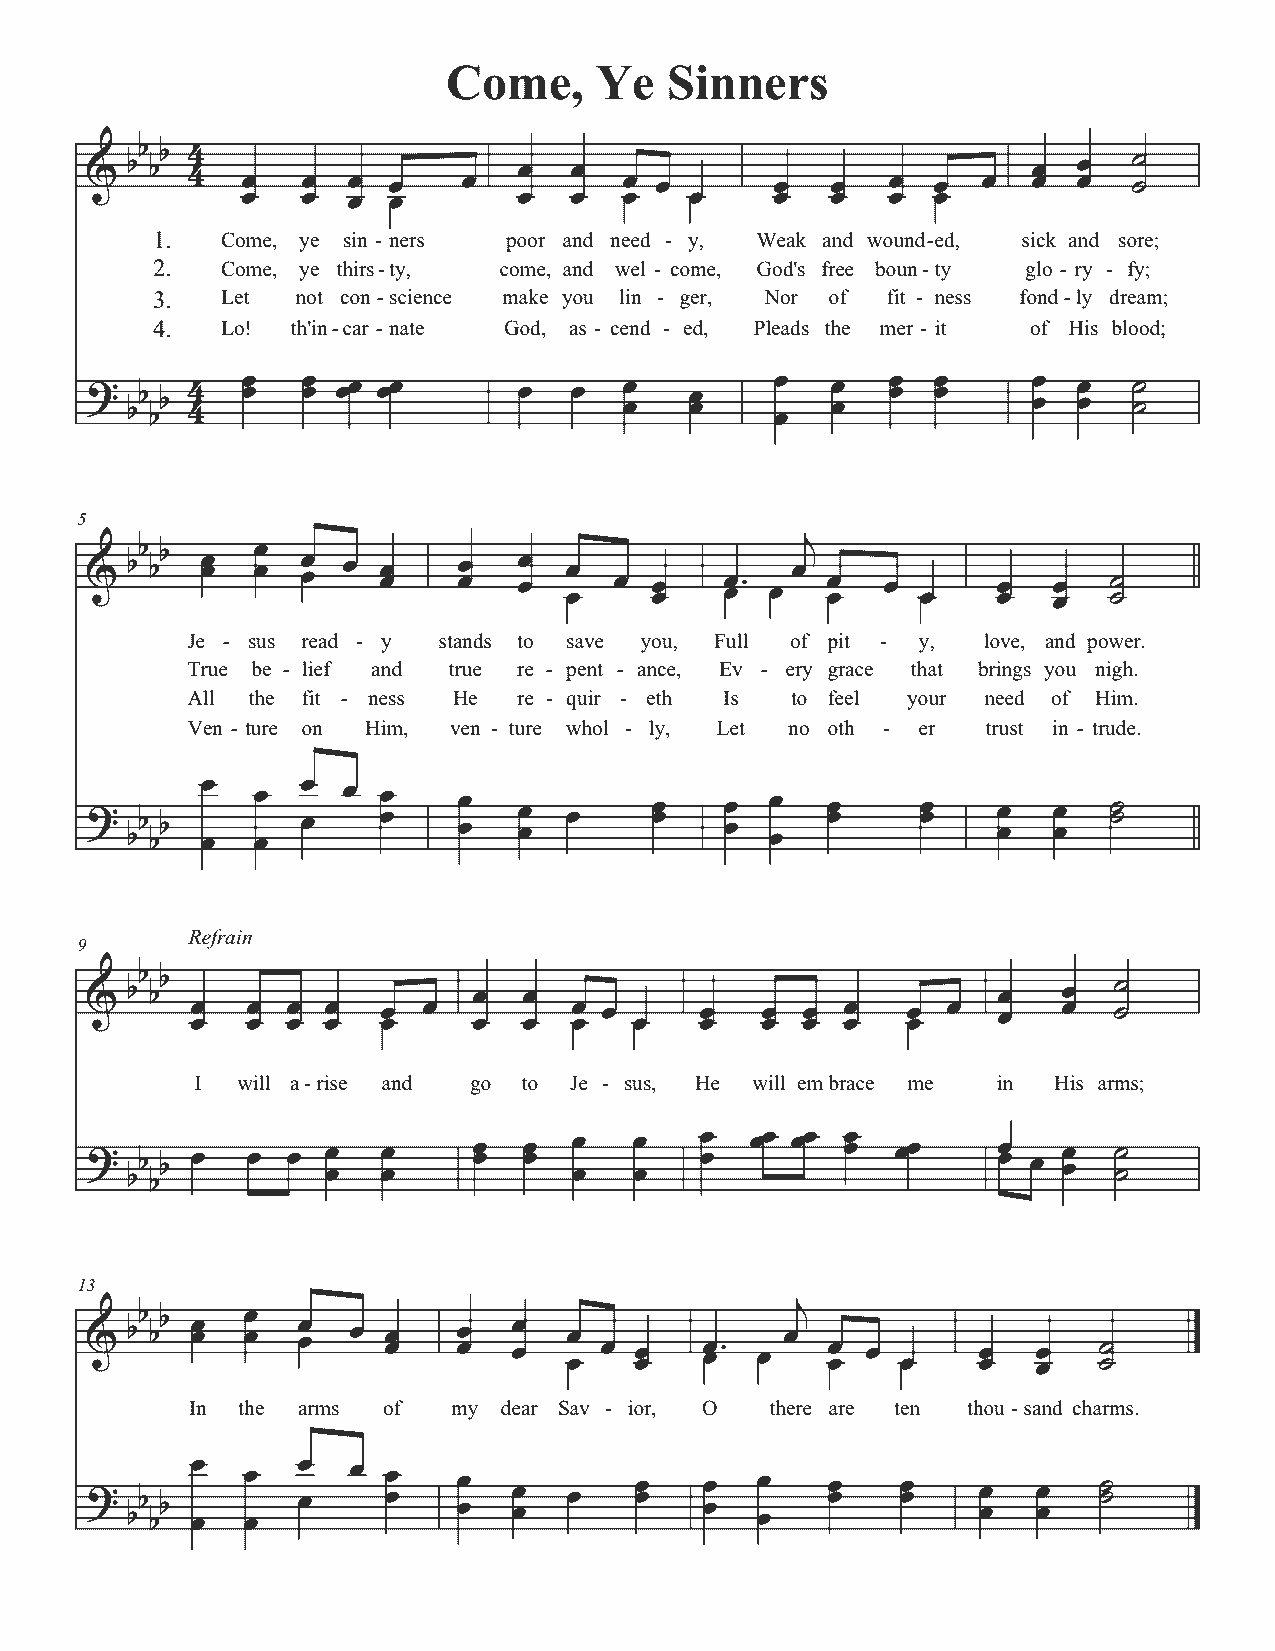 Come, Ye Sinners
4 4
1. Come, ye sin - ners poor and need - y, Weak and wound-ed, sick and sore;
2. Come, ye thirs - ty, come, and wel - come, God's free boun - ty glo - ry - fy;
3. Let not con - science make you lin - ger, Nor of fit - ness fond - ly dream;
4. Lo! th'in - car - nate God, as - cend - ed, Pleads the mer - it of His blood;
4 4
5
Je - sus read - y stands to save you, Full of pit - y, love, and power.
True be - lief and true re - pent - ance, Ev - ery grace that brings you nigh.
All the fit - ness He re - quir - eth Is to feel your need of Him.
Ven - ture on Him, ven - ture whol - ly, Let no oth - er trust in - trude.
9 Refrain
I will a - rise and go to Je - sus, He will em brace me in His arms;
13
In the arms of my dear Sav - ior, O there are ten thou - sand charms.